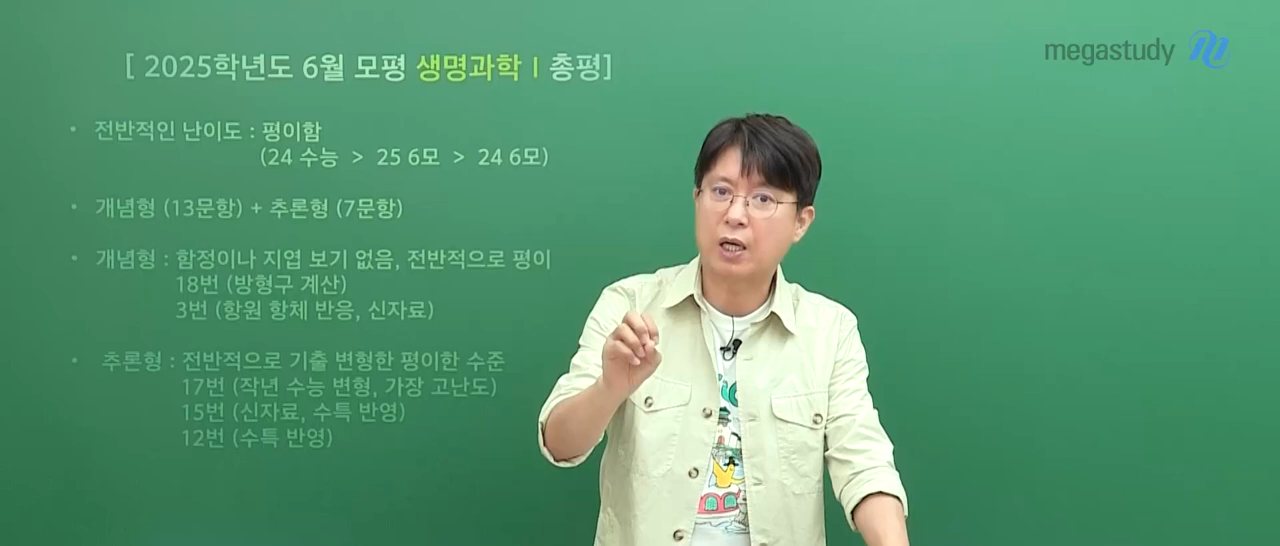 [ 2025학년도 6월 모평 생명과학 I 총평]
megastudy
• 전반적인 난이도 : 평이함
(24 수능 > 25 6모 > 24 6모)
• 개념형 (13문항) + 추론형 (7문항)
• 개념형 : 함정이나 지엽 보기 없음, 전반적으로 평이
18번 (방형구 계산)
3번 (항원 항체 반응, 신자료)
• 추론형 : 전반적으로 기출 변형한 평이한 수준
17번 (작년 수능 변형, 가장 고난도)
15번 (신자료, 수특 반영)
12번 (수특 반영)